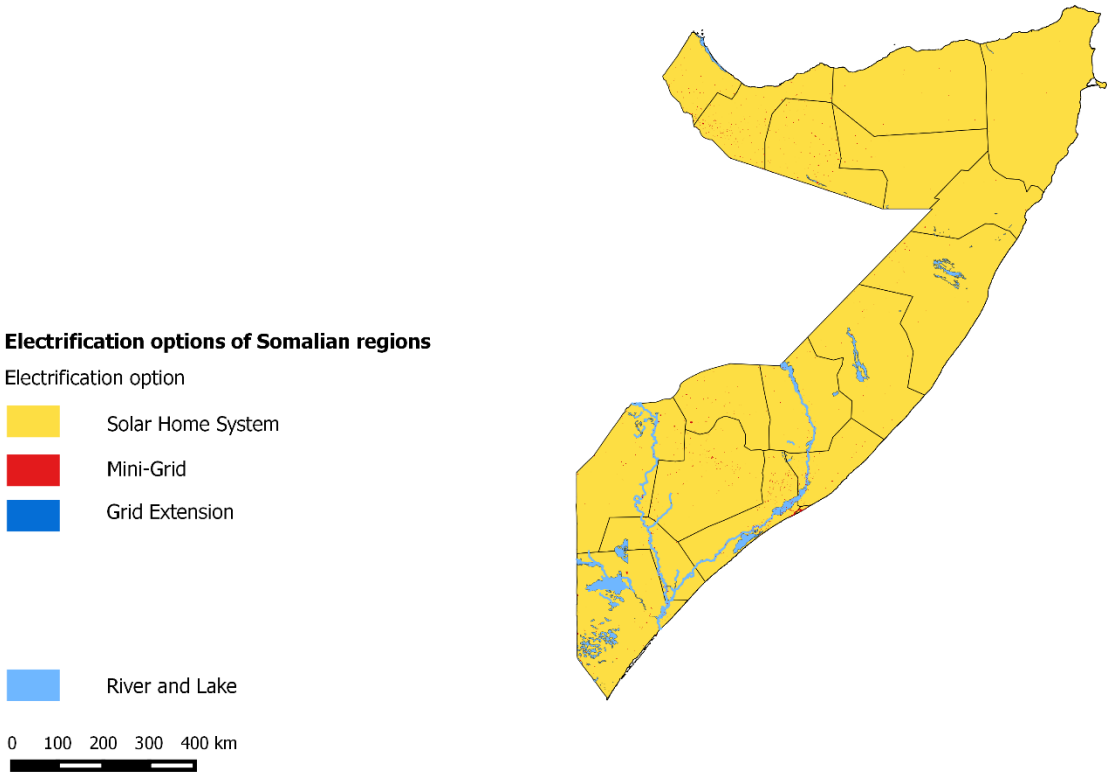 Electrification options of Somalian regions
Electrification option
Solar Home System
Mini-Grid
Grid Extension
River and Lake
0 100 200 300 400 km